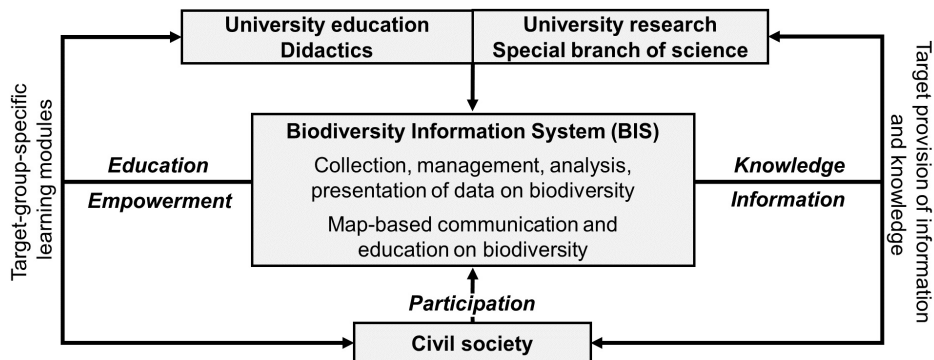 University education
Didactics
University research
Special branch of science
Target-group-specific
learning modules
Target provision of information
and knowledge
Biodiversity Information System (BIS)
Collection, management, analysis,
presentation of data on biodiversity
Map-based communication and
education on biodiversity
Education
Empowerment
Knowledge
Information
Participation
Civil society